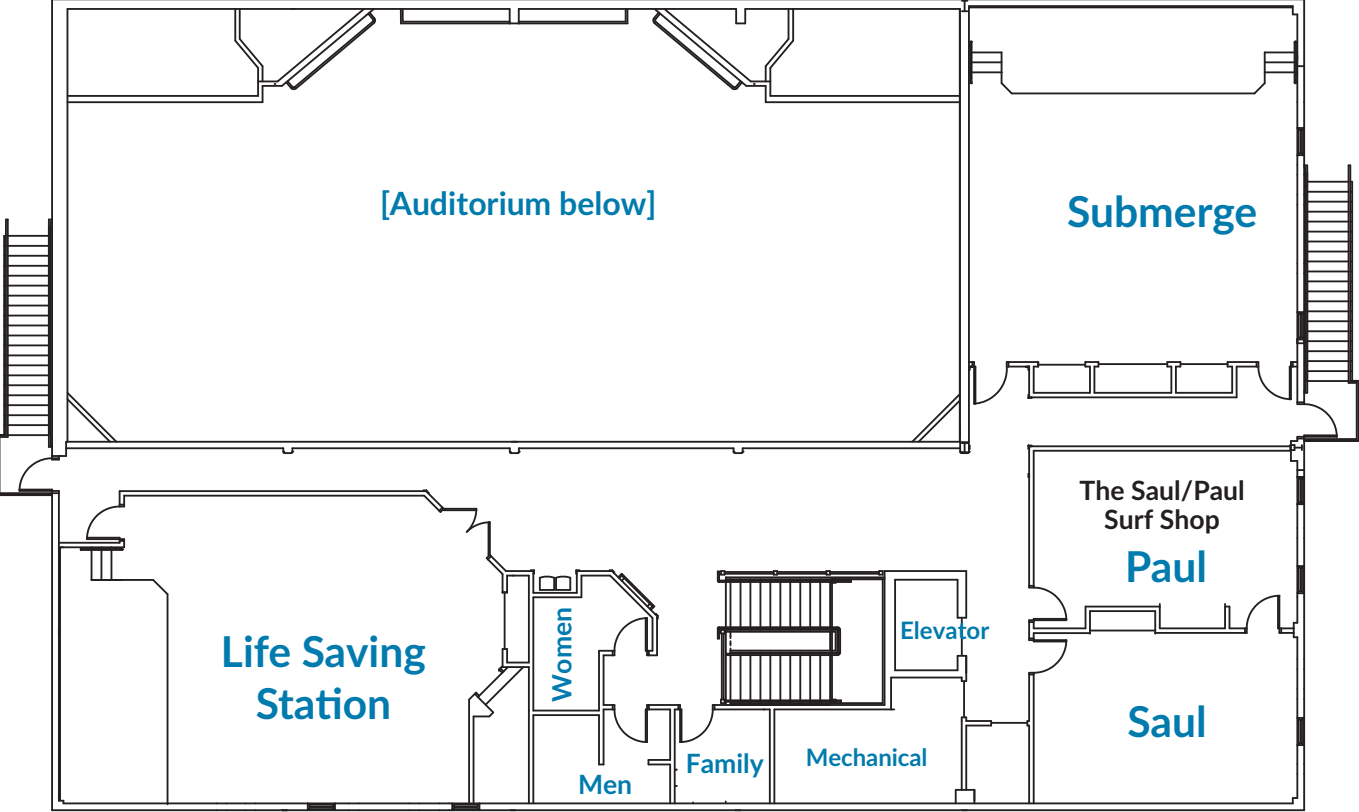 [Auditorium below]
Submerge
The Saul/Paul
Surf Shop
Paul
Elevator
Women
Life Saving
Station
Saul
Mechanical
Family
Men